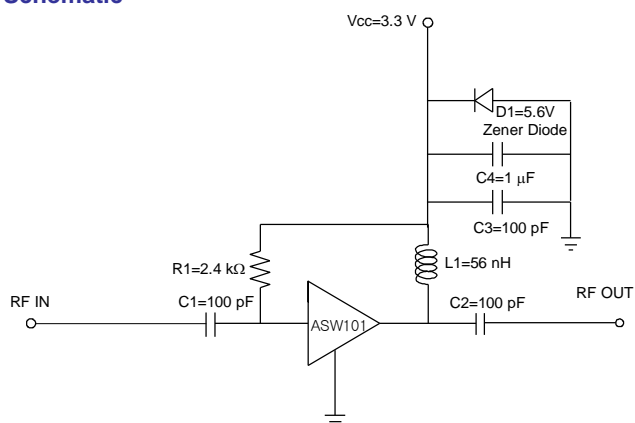 Schematic
Vcc=3.3 V
D1=5.6V
Zener Diode
C4=1 μF
C3=100 pF
R1=2.4 kΩ
L1=56 nH
RF IN
C1=100 pF
ASW101
C2=100 pF
RF OUT